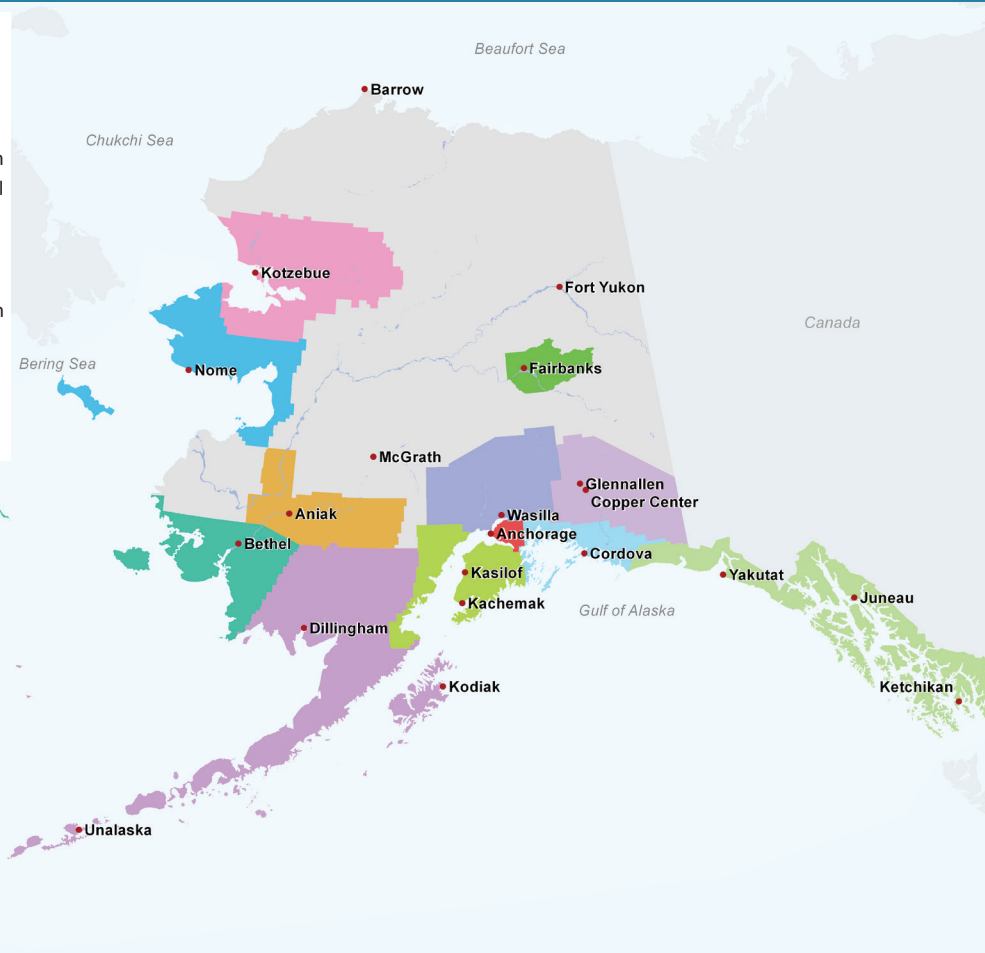 Beaufort Sea
Barrow
Chukchi Sea
Kotzebue
Fort Yukon
Canada
Bering Sea
Nome
Fairbanks
McGrath
Glennallen
Copper Center
Aniak
Wasilla
Anchorage
Bethel
Cordova
Kasilof
Yakutat
Kachemak
Gulf of Alaska
Juneau
Dillingham
Kodiak
Ketchikan
Unalaska